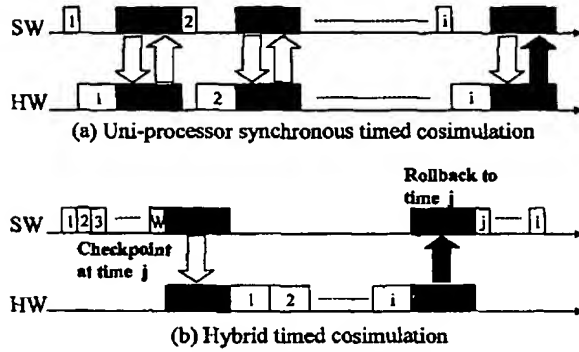 SW 1 2 i
HW i 2 i
(a) Uni-processor synchronous timed cosimulation
Rollback to
time j
SW 1 2 3 W j i
Checkpoint
at time j
HW 1 2 i
(b) Hybrid timed cosimulation